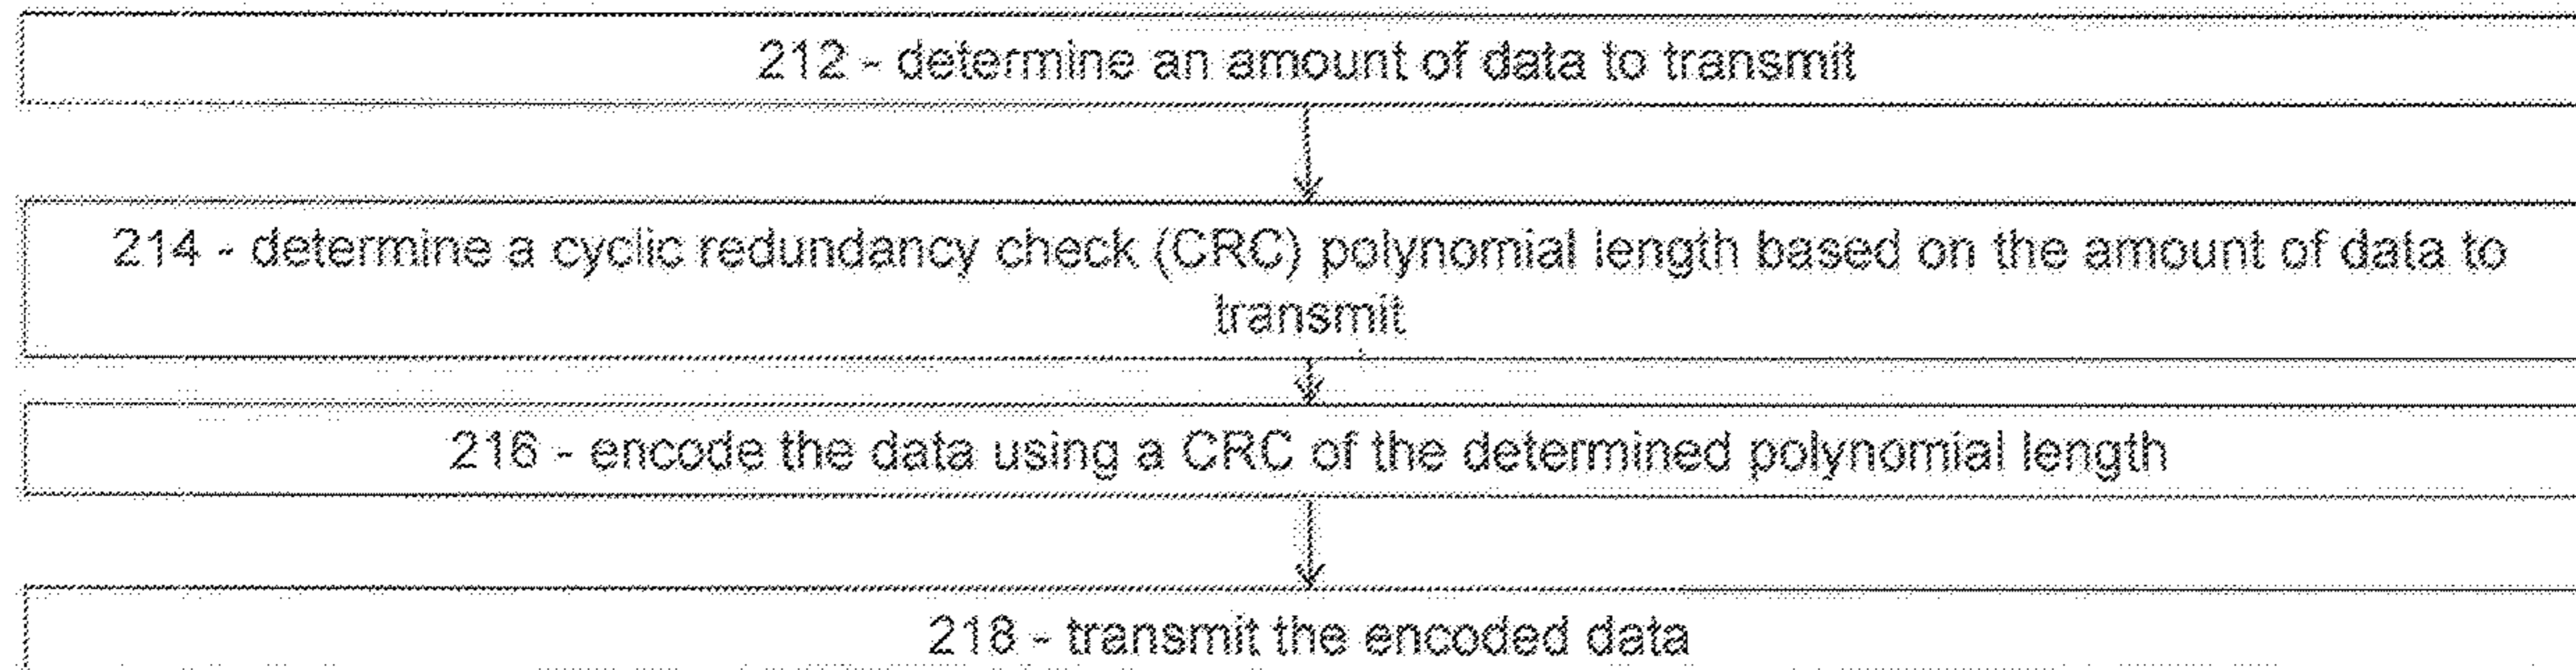 212 - determine an amount of data to transmit
214 - determine a cyclic redundancy check (CRC) polynomial length based on the amount of data to
transmit
216 - encode the data using a CRC of the determined polynomial length
218 - transmit the encoded data